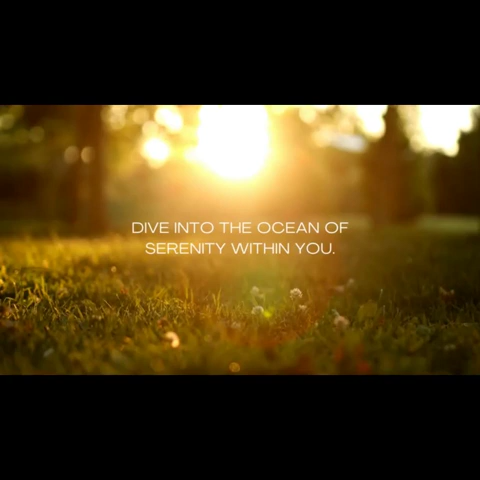 DIVE INTO THE OCEAN OF
SERENITY WITHIN YOU.